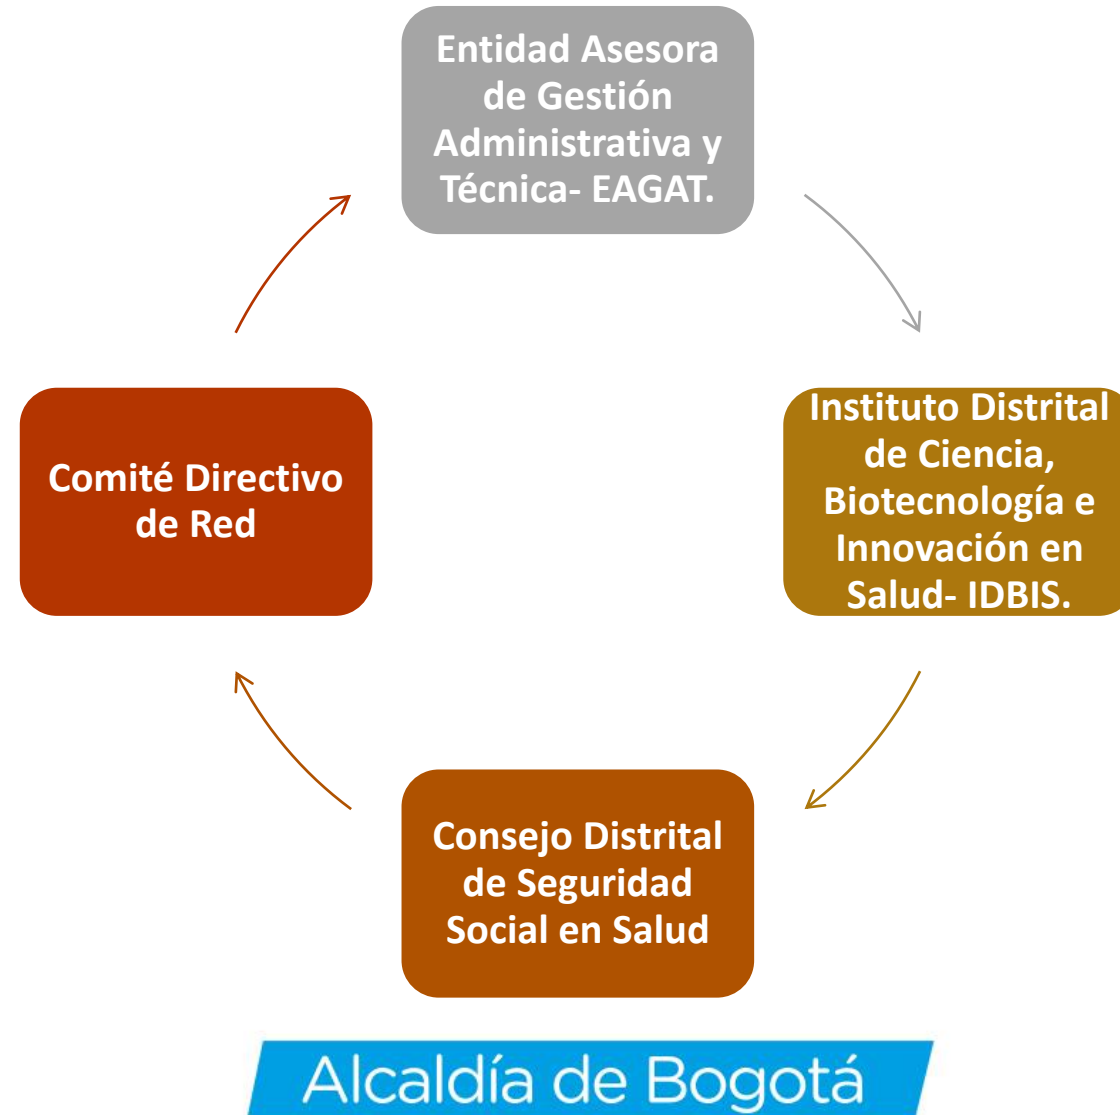 Entidad Asesora
de Gestión
Administrativa y
Técnica- EAGAT.
Instituto Distrital
de Ciencia,
Biotecnología e
Innovación en
Salud- IDBIS.
Comité Directivo
de Red
Consejo Distrital
de Seguridad
Social en Salud
Alcaldía de Bogotá